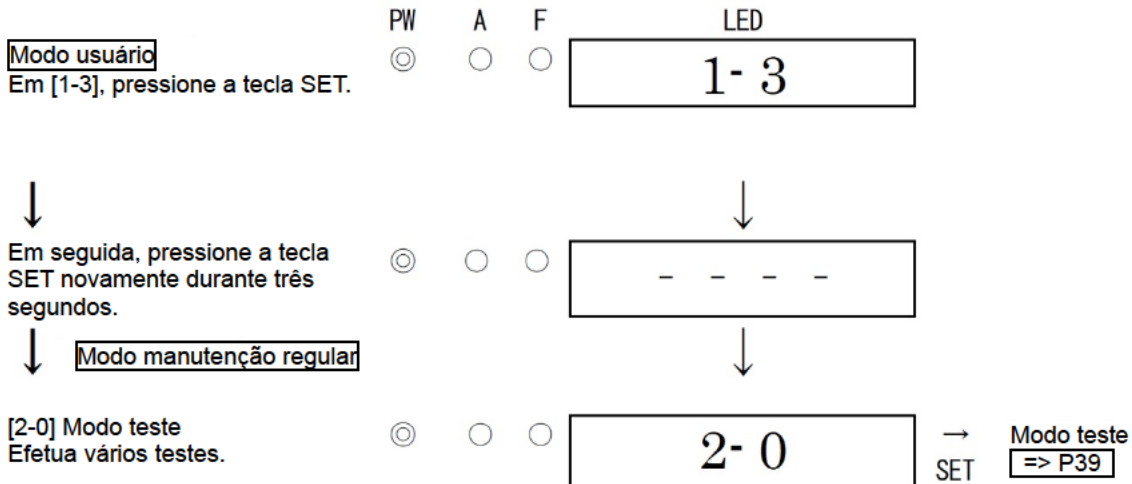 PW A F LED
Modo usuário
Em [1-3], pressione a tecla SET.
1- 3
Em seguida, pressione a tecla
SET novamente durante três
segundos.
- - - -
Modo manutenção regular
[2-0] Modo teste
Efetua vários testes.
2- 0
→ SET
Modo teste
=> P39